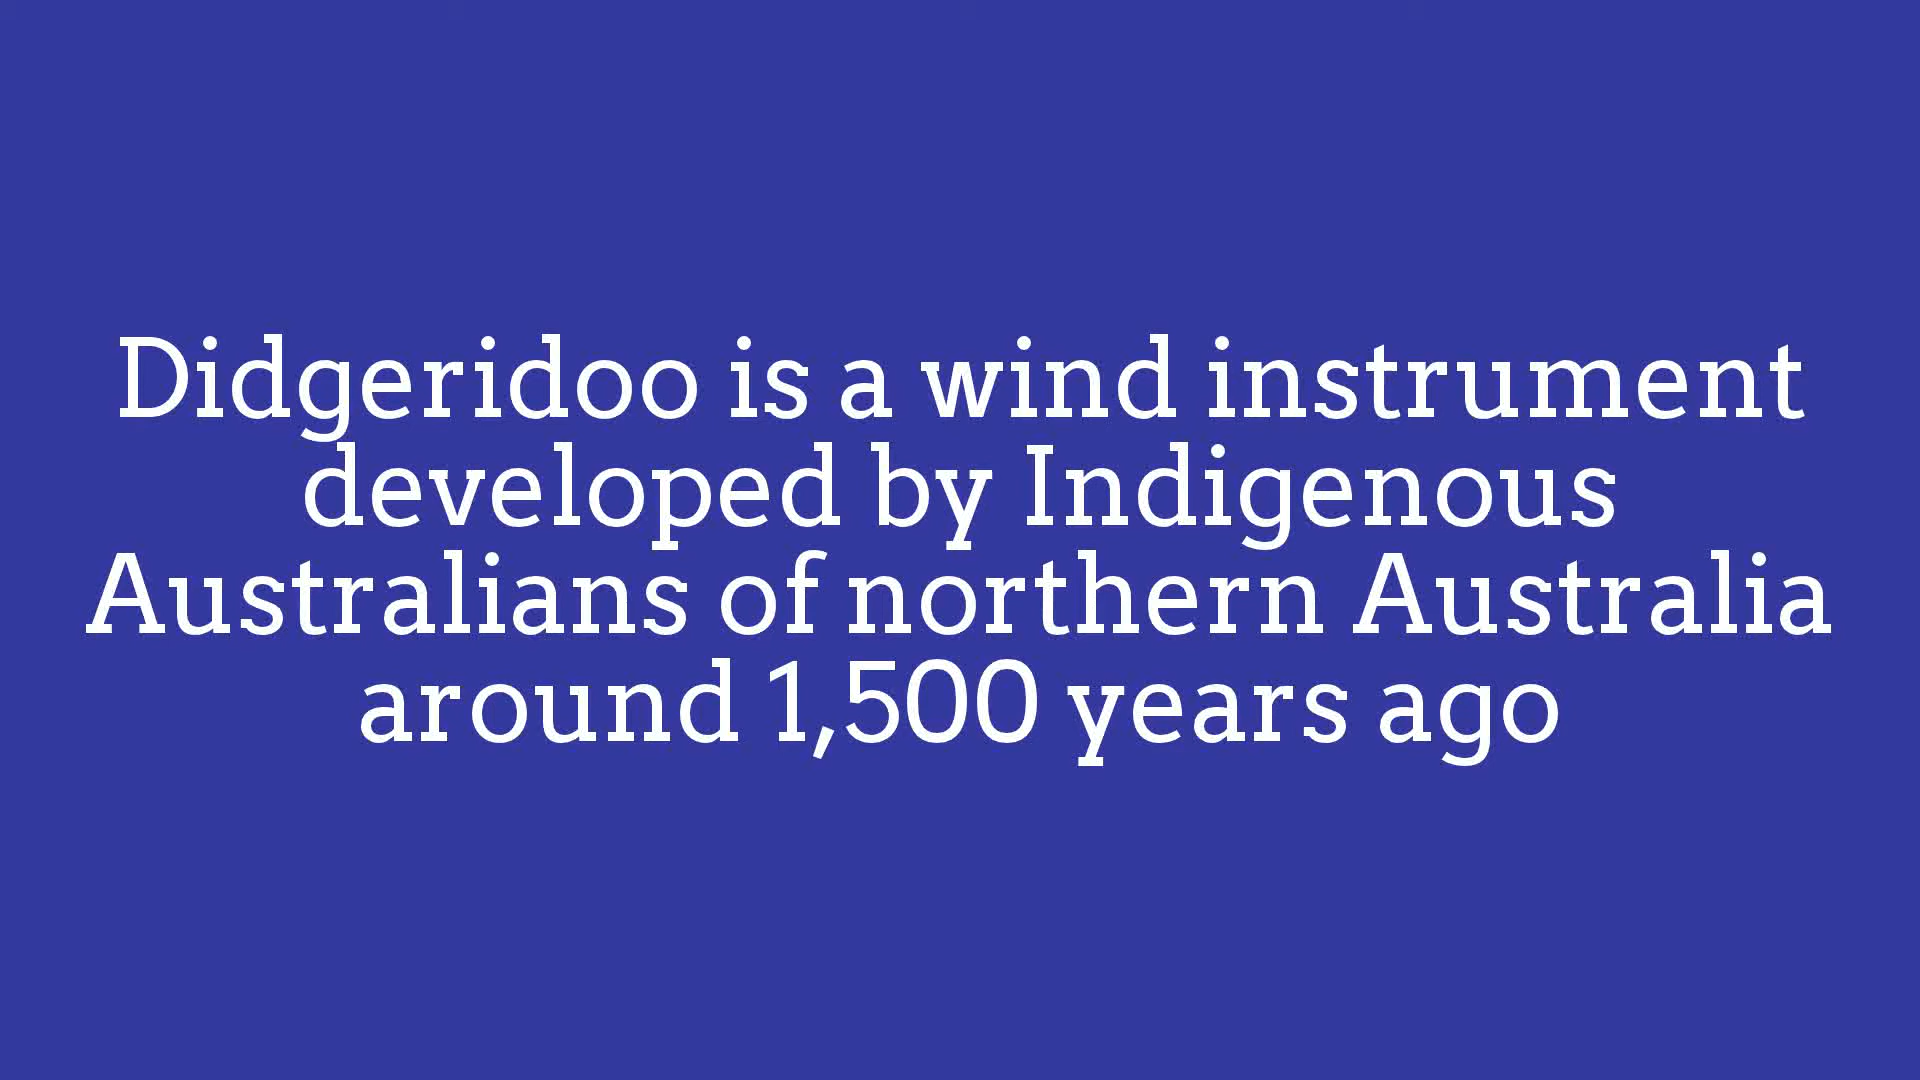 Didgeridoo is a wind instrument
developed by Indigenous
Australians of northern Australia
around 1,500 years ago